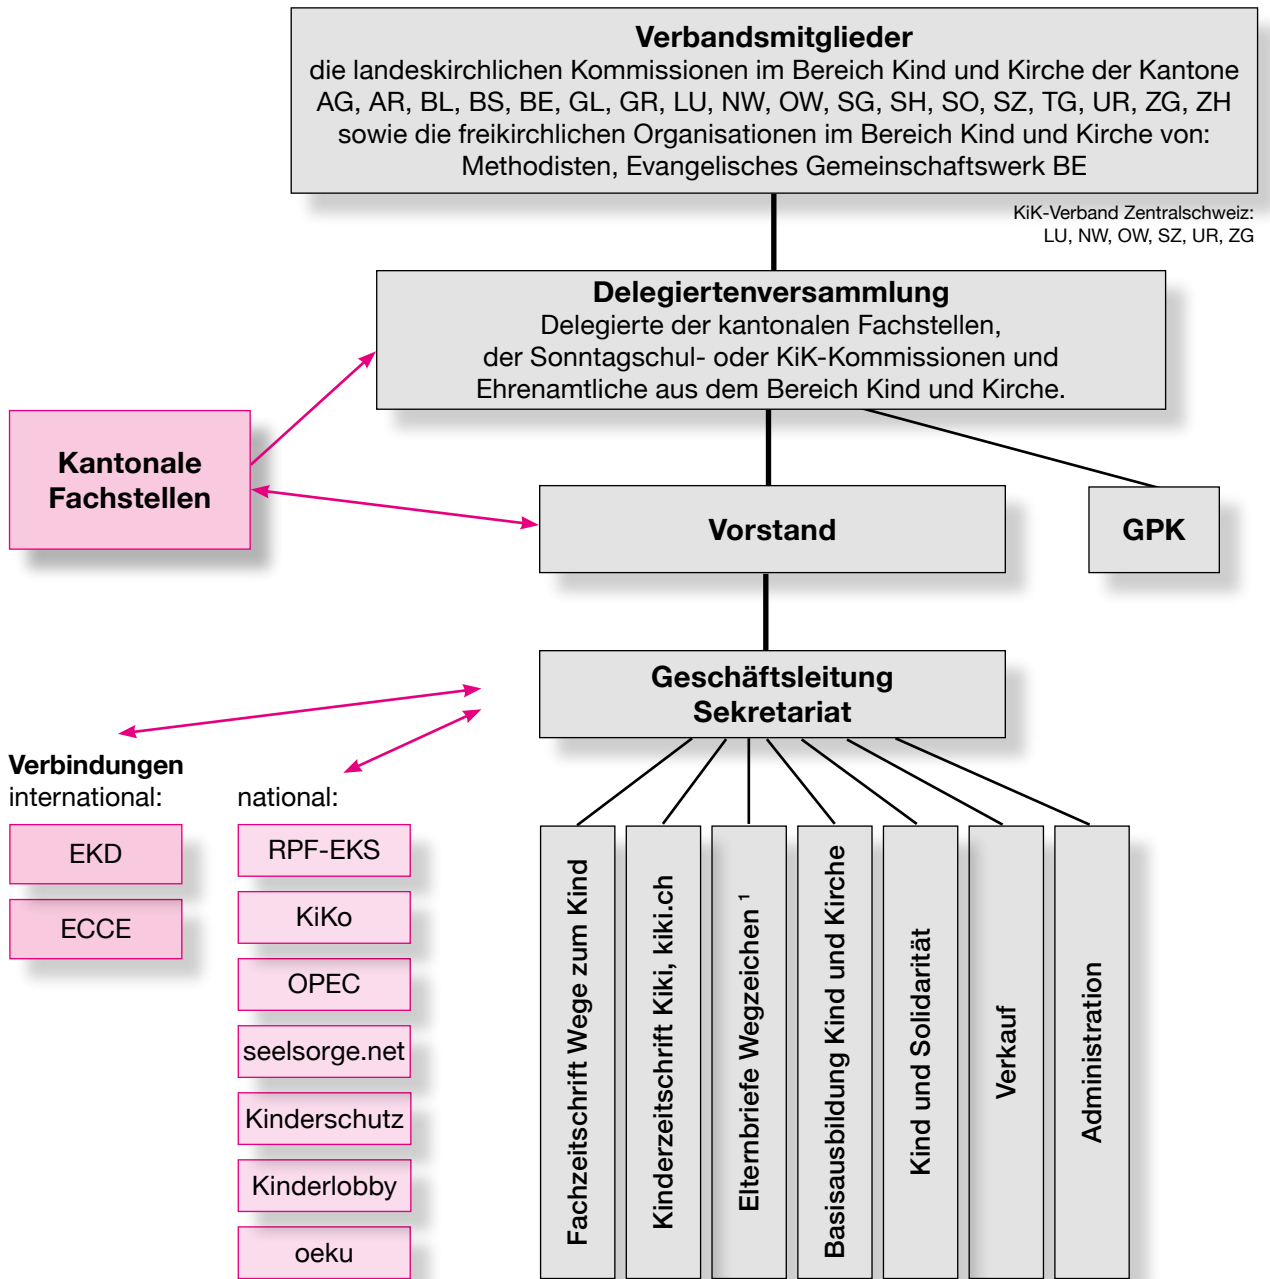 Verbandsmitglieder
die landeskirchlichen Kommissionen im Bereich Kind und Kirche der Kantone
AG, AR, BL, BS, BE, GL, GR, LU, NW, OW, SG, SH, SO, SZ, TG, UR, ZG, ZH
sowie die freikirchlichen Organisationen im Bereich Kind und Kirche von:
Methodisten, Evangelisches Gemeinschaftswerk BE
KiK-Verband Zentralschweiz:
LU, NW, OW, SZ, UR, ZG
Delegiertenversammlung
Delegierte der kantonalen Fachstellen,
der Sonntagschul- oder KiK-Kommissionen und
Ehrenamtliche aus dem Bereich Kind und Kirche.
Kantonale
Fachstellen
Vorstand
GPK
Geschäftsleitung
Sekretariat
Verbindungen
international:
EKD
ECCE
national:
RPF-EKS
KiKo
OPEC
seelsorge.net
Kinderschutz
Kinderlobby
oeku
Fachzeitschrift Wege zum Kind
Kinderzeitschrift Kiki, kiki.ch
Elternbriefe Wegzeichen ¹
Basisausbildung Kind und Kirche
Kind und Solidarität
Verkauf
Administration